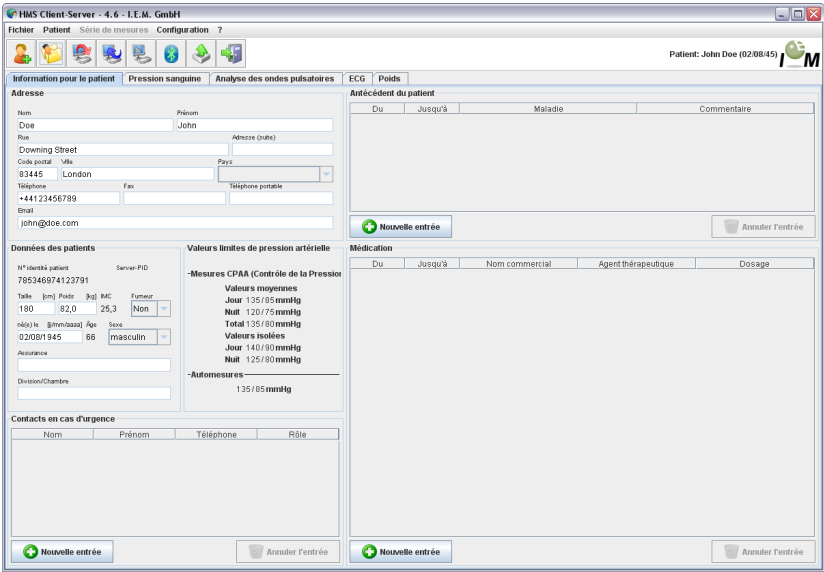 HMS Client-Server - 4.6 - I.E.M. GmbH
Fichier Patient Série de mesures Configuration ?
Patient: John Doe (02/08/45) I M
Information pour le patient Pression sanguine Analyse des ondes pulsatoires ECG Poids
Adresse
Nom Prénom
Doe John
Rue Adresse (suite)
Downing Street
Code postal Ville Pays
83445 London
Téléphone Fax Téléphone portable
+44123456789
Email
john@doe.com
Antécédent du patient
Du Jusqu'à Maladie Commentaire
Nouvelle entrée Annuler l'entrée
Données des patients
N° identité patient Server-PID
785346974123791
Taille [cm] Poids [kg] IMC Fumeur
180 82,0 25,3 Non
né(e) le [jj/mm/aaaa] Âge Sexe
02/08/1945 66 masculin
Assurance
Division/Chambre
Valeurs limites de pression artérielle
Mesures CPAA (Contrôle de la Pression
Valeurs moyennes
Jour 135/85 mmHg
Nuit 120/75 mmHg
Total 135/80 mmHg
Valeurs isolées
Jour 140/90 mmHg
Nuit 125/80 mmHg
Automesures
135/85 mmHg
Médication
Du Jusqu'à Nom commercial Agent thérapeutique Dosage
Contacts en cas d'urgence
Nom Prénom Téléphone Rôle
Nouvelle entrée Annuler l'entrée
Nouvelle entrée Annuler l'entrée